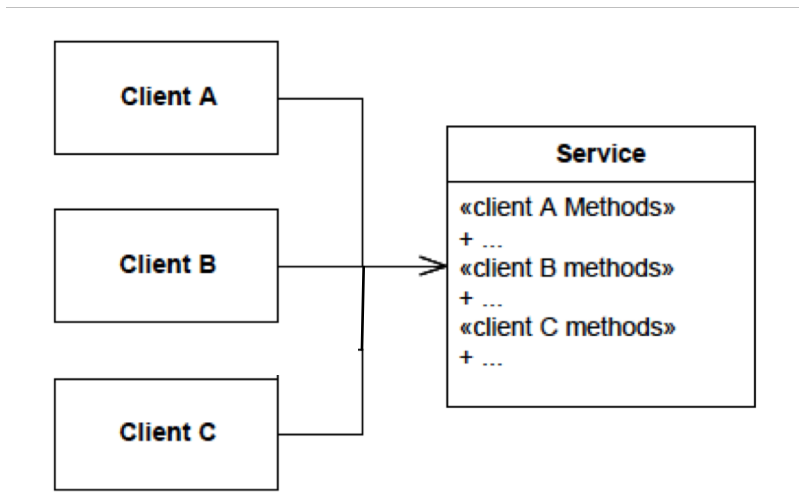 Client A
Client B
Client C
Service
«client A Methods»
+ ...
«client B methods»
+ ...
«client C methods»
+ ...